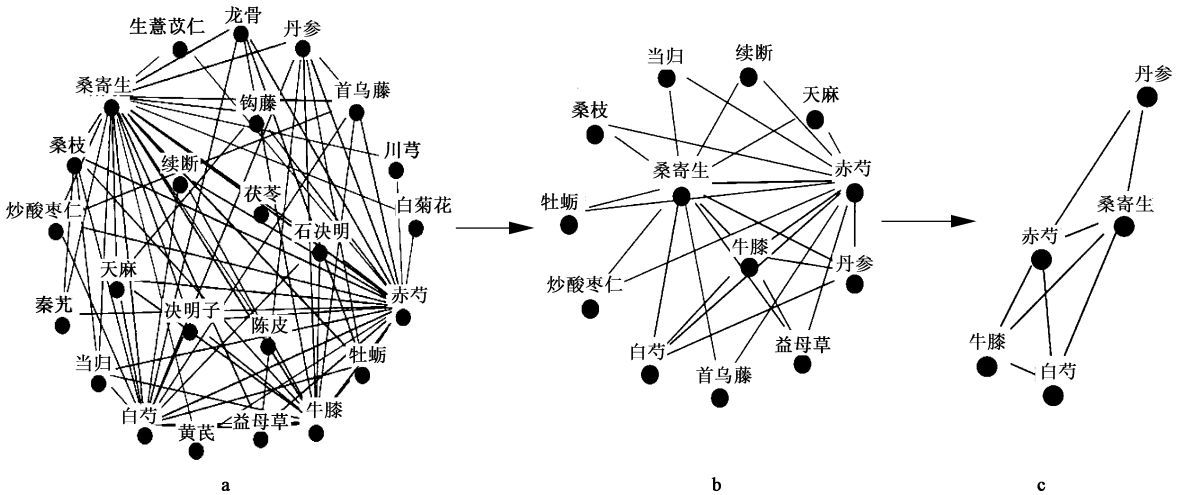 生薏苡仁
龙骨
丹参
桑寄生
钩藤
首乌藤
桑枝
续断
川芎
炒酸枣仁
茯苓
白菊花
石决明
天麻
秦艽
决明子
陈皮
赤芍
当归
牡蛎
白芍
黄芪
益母草
牛膝
a
当归
续断
天麻
桑枝
桑寄生
赤芍
牡蛎
牛膝
丹参
炒酸枣仁
白芍
首乌藤
益母草
b
丹参
桑寄生
赤芍
牛膝
白芍
c